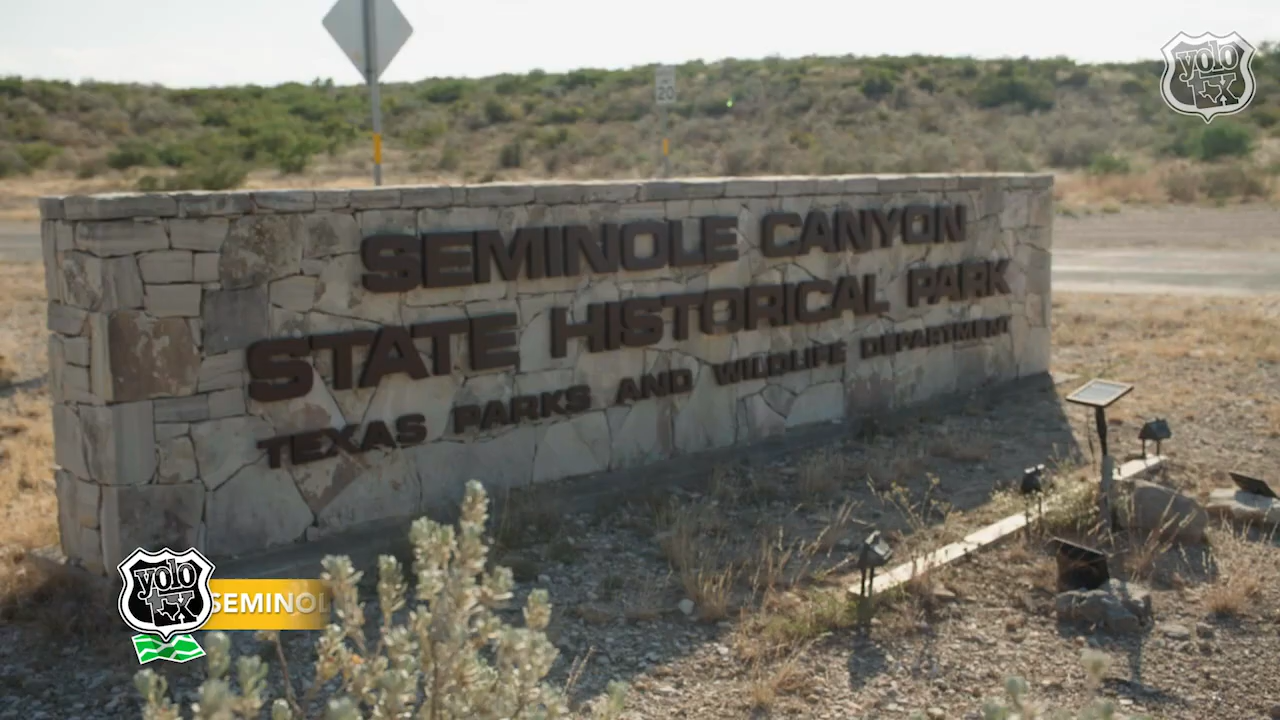 yolo
TX
20
SEMINOLE CANYON
STATE HISTORICAL PARK
TEXAS PARKS AND WILDLIFE DEPARTMENT
yolo
TX
SEMINOL